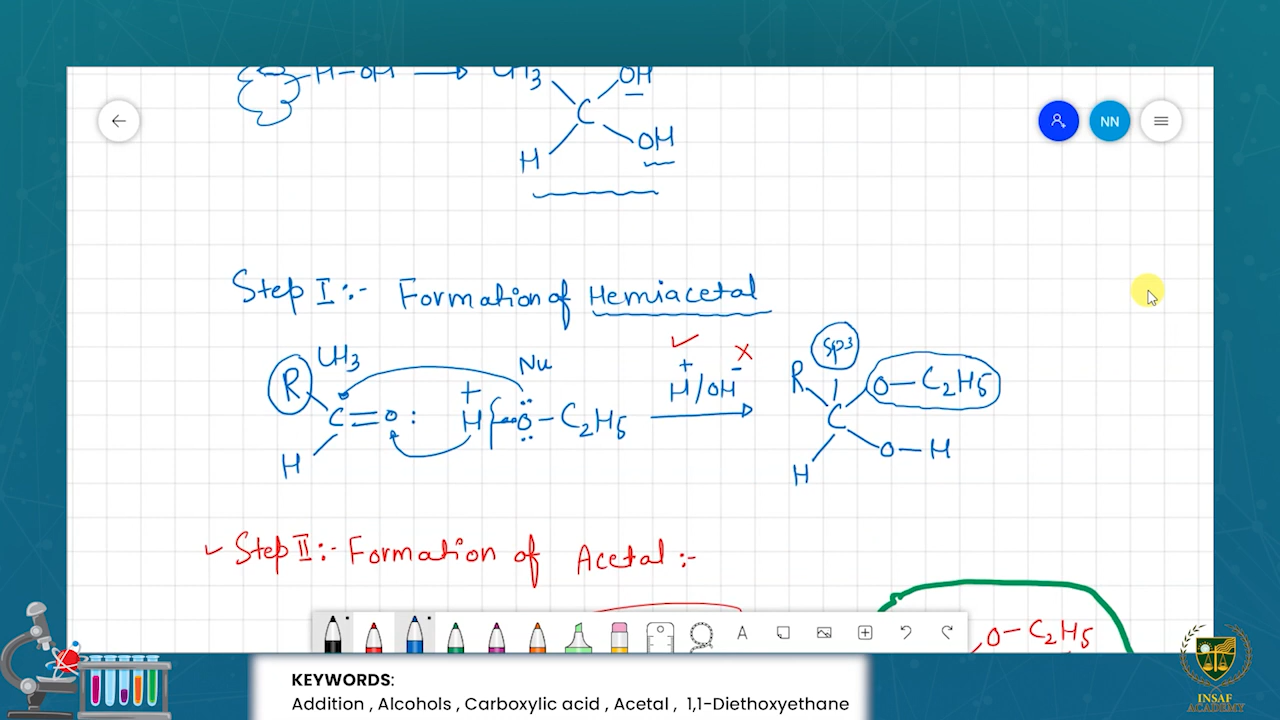 H—OH → CH3 OH
C
H OH
Step I:- Formation of Hemiacetal
R CH3 Nu H+/OH- sp3
C=O: H+ :O—C2H5 R O—C2H5
C
H O—H
H
Step II:- Formation of Acetal:-
O—C2H5
NN
A
KEYWORDS:
Addition , Alcohols , Carboxylic acid , Acetal , 1,1-Diethoxyethane
INSAF
ACADEMY